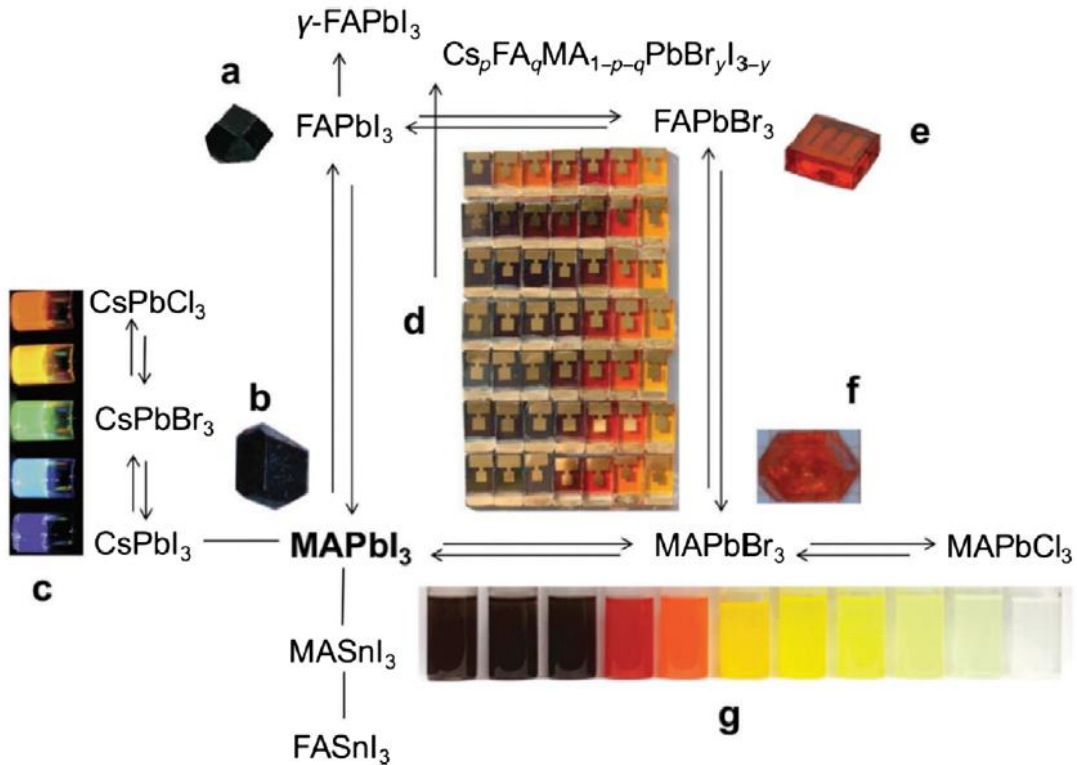 γ-FAPbI₃
CsₚFA_qMA₁₋ₚ₋_qPbBr_yI₃₋_y
a
FAPbI₃
FAPbBr₃
e
d
CsPbCl₃
CsPbBr₃
b
f
CsPbI₃
MAPbI₃
MAPbBr₃
MAPbCl₃
c
MASnI₃
g
FASnI₃